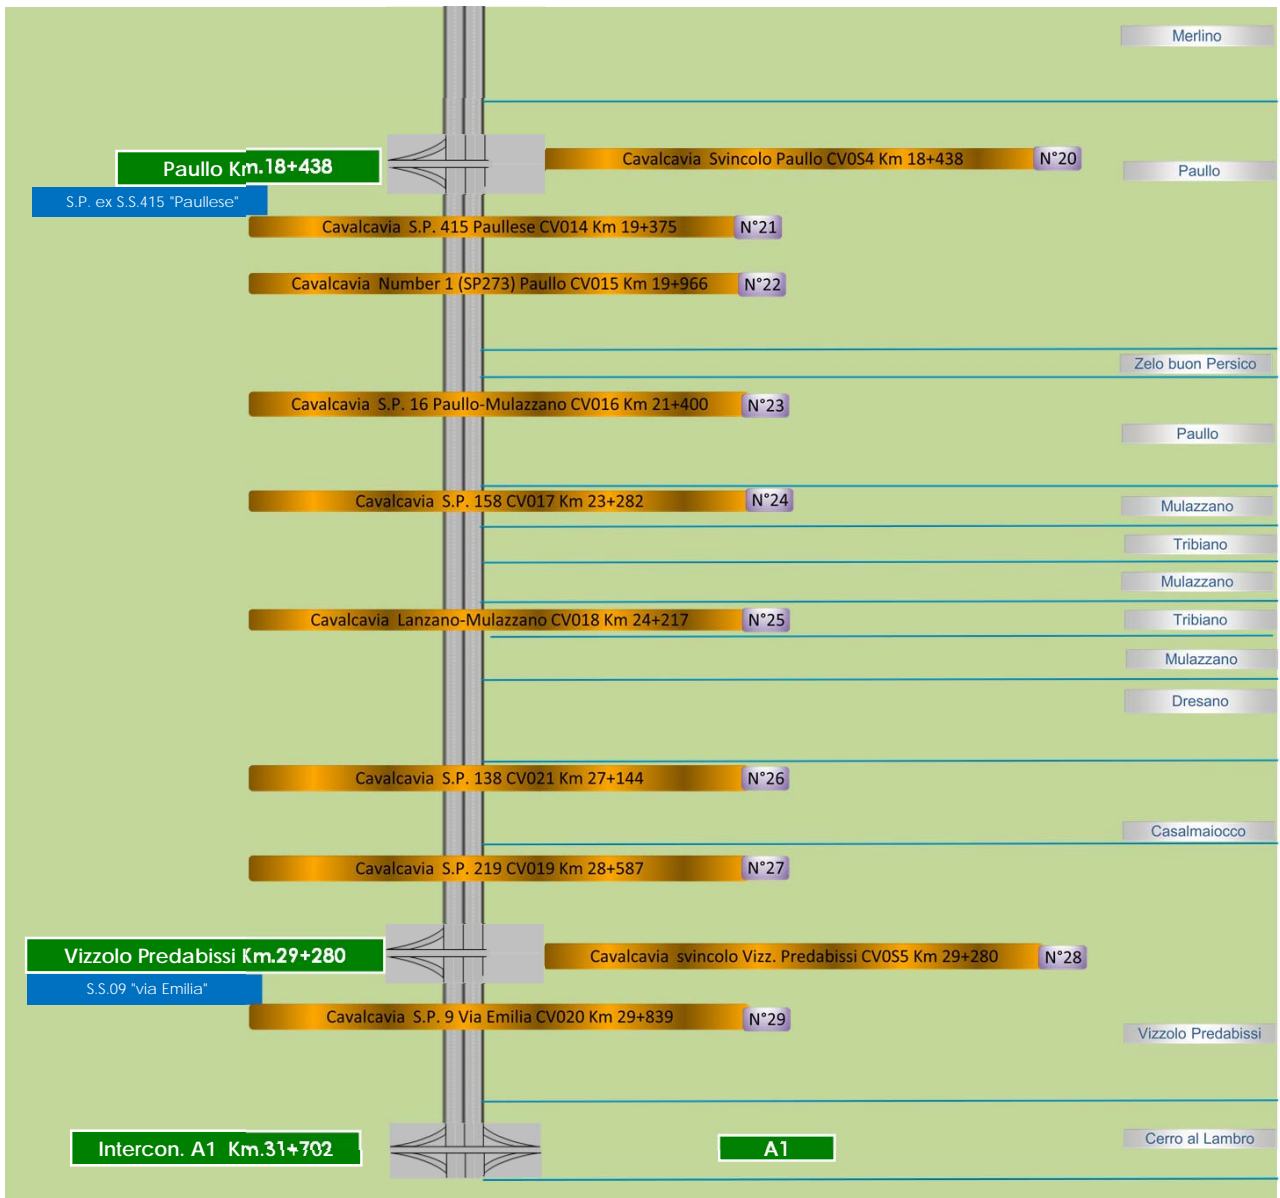 Merlino
Paullo Km.18+438
Cavalcavia Svincolo Paullo CV0S4 Km 18+438 N°20
Paullo
S.P. ex S.S.415 "Paullese"
Cavalcavia S.P. 415 Paullese CV014 Km 19+375 N°21
Cavalcavia Number 1 (SP273) Paullo CV015 Km 19+966 N°22
Zelo buon Persico
Cavalcavia S.P. 16 Paullo-Mulazzano CV016 Km 21+400 N°23
Paullo
Cavalcavia S.P. 158 CV017 Km 23+282 N°24
Mulazzano
Tribiano
Mulazzano
Cavalcavia Lanzano-Mulazzano CV018 Km 24+217 N°25
Tribiano
Mulazzano
Dresano
Cavalcavia S.P. 138 CV021 Km 27+144 N°26
Casalmaiocco
Cavalcavia S.P. 219 CV019 Km 28+587 N°27
Vizzolo Predabissi Km.29+280
Cavalcavia svincolo Vizz. Predabissi CV0S5 Km 29+280 N°28
S.S.09 "via Emilia"
Cavalcavia S.P. 9 Via Emilia CV020 Km 29+839 N°29
Vizzolo Predabissi
Intercon. A1 Km.31+702
A1
Cerro al Lambro